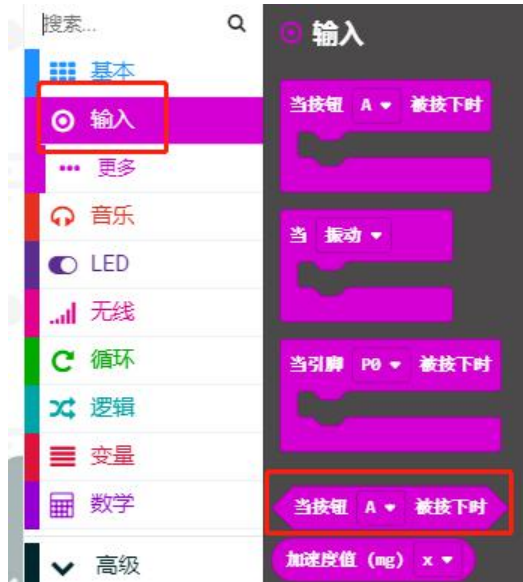 搜索...
基本
输入
更多
音乐
LED
无线
循环
逻辑
变量
数学
高级
输入
当按钮 A 被按下时
当 振动
当引脚 P0 被按下时
当按钮 A 被按下时
加速度值 (mg) x